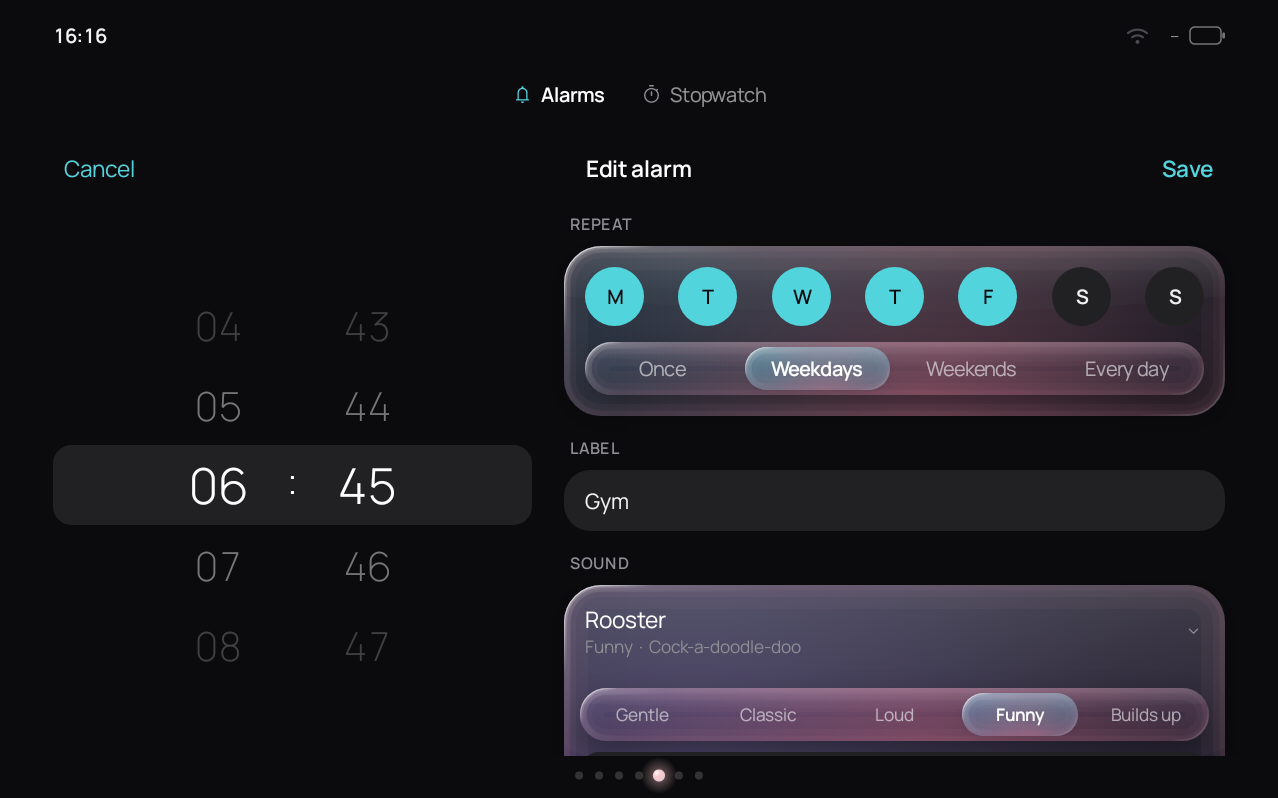 16:16
–
Alarms
Stopwatch
Cancel
Edit alarm
Save
04 43
05 44
06 : 45
07 46
08 47
REPEAT
M T W T F S S
Once Weekdays Weekends Every day
LABEL
Gym
SOUND
Rooster
Funny · Cock-a-doodle-doo
Gentle Classic Loud Funny Builds up